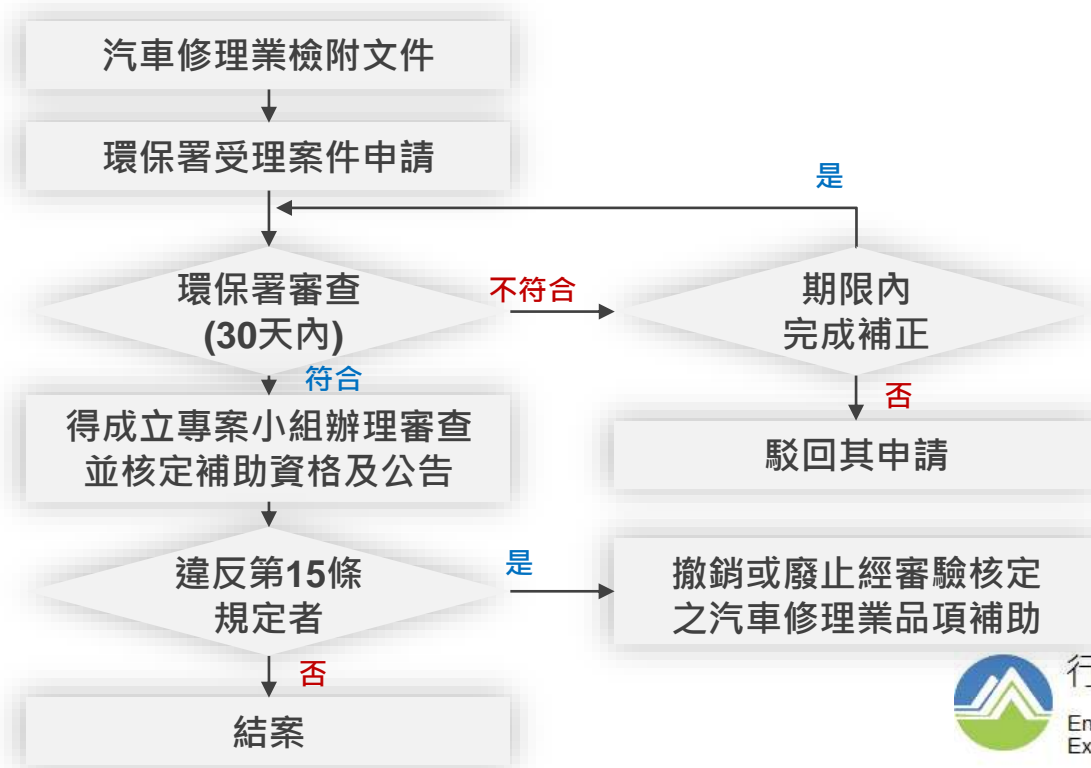 汽車修理業檢附文件
環保署受理案件申請
是
環保署審查
(30天內)
不符合
期限內
完成補正
符合
否
得成立專案小組辦理審查
並核定補助資格及公告
駁回其申請
違反第15條
規定者
是
撤銷或廢止經審驗核定
之汽車修理業品項補助
否
結案
行
En
Ex